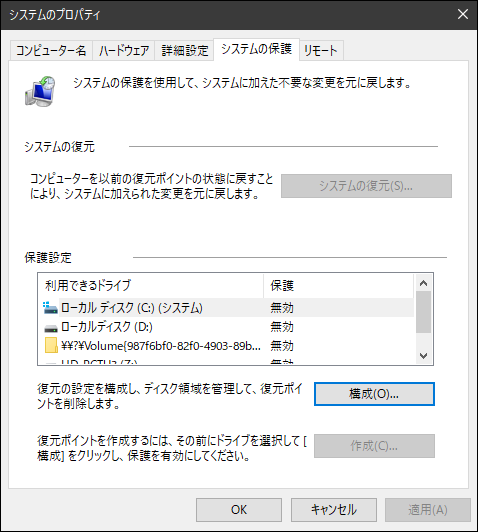 システムのプロパティ
コンピューター名 ハードウェア 詳細設定 システムの保護 リモート
システムの保護を使用して、システムに加えた不要な変更を元に戻します。
システムの復元
コンピューターを以前の復元ポイントの状態に戻すこと
により、システムに加えられた変更を元に戻します。
システムの復元(S)...
保護設定
利用できるドライブ 保護
ローカル ディスク (C:) (システム) 無効
ローカルディスク (D:) 無効
¥¥?¥Volume{987f6bf0-82f0-4903-89b... 無効
無効
復元の設定を構成し、ディスク領域を管理して、復元ポイ
ントを削除します。
構成(O)...
復元ポイントを作成するには、その前にドライブを選択して [
構成] をクリックし、保護を有効にしてください。
作成(C)...
OK キャンセル 適用(A)